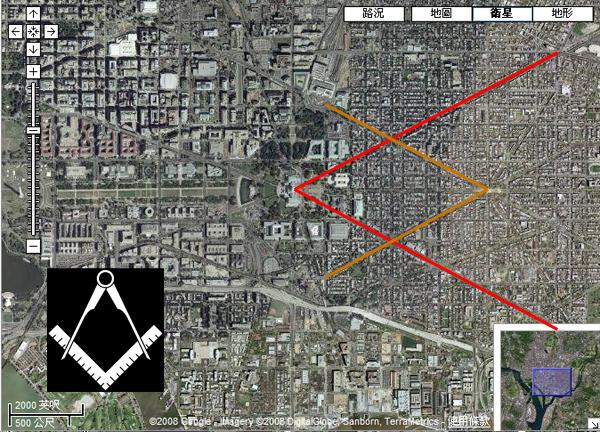 路況 地圖 衛星 地形
2000 英呎
500 公尺
©2008 Google - Imagery ©2008 DigitalGlobe, Sanborn, TerraMetrics - 使用條款